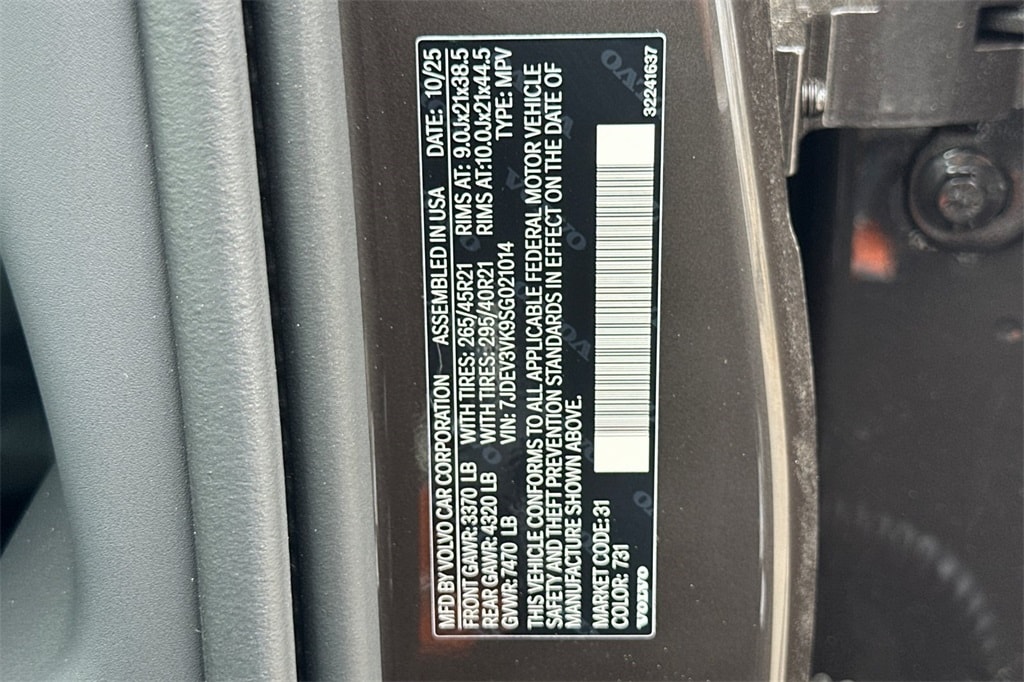 MFD BY VOLVO CAR CORPORATION ASSEMBLED IN USA DATE: 10/25
FRONT GAWR: 3370 LB WITH TIRES: 265/45R21 RIMS AT: 9.0Jx21x38.5
REAR GAWR: 4320 LB WITH TIRES: 295/40R21 RIMS AT:10.0Jx21x44.5
GVWR: 7470 LB VIN: 7JDEV3VK9SG021014 TYPE: MPV
THIS VEHICLE CONFORMS TO ALL APPLICABLE FEDERAL MOTOR VEHICLE
SAFETY AND THEFT PREVENTION STANDARDS IN EFFECT ON THE DATE OF
MANUFACTURE SHOWN ABOVE.
MARKET CODE: 31
COLOR: 731
VOLVO
32241637